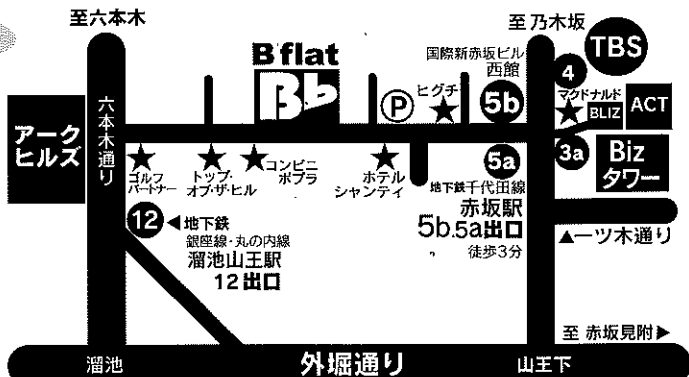 至六本木
至乃木坂
TBS
B♭flat
B♭
国際新赤坂ビル
西館
4
ヒグチ
P
5b
マクドナルド
BLIZ
ACT
アーク
ヒルズ
六本木通り
5a
3a
Biz
タワー
ゴルフ
パートナー
トップ・
オブ・ザ・ヒル
コンビニ
ポプラ
ホテル
シャンティ
地下鉄千代田線
赤坂駅
5b.5a出口
徒歩3分
12
◀地下鉄
銀座線・丸の内線
溜池山王駅
12出口
▲一ツ木通り
至 赤坂見附▶
溜池
外堀通り
山王下